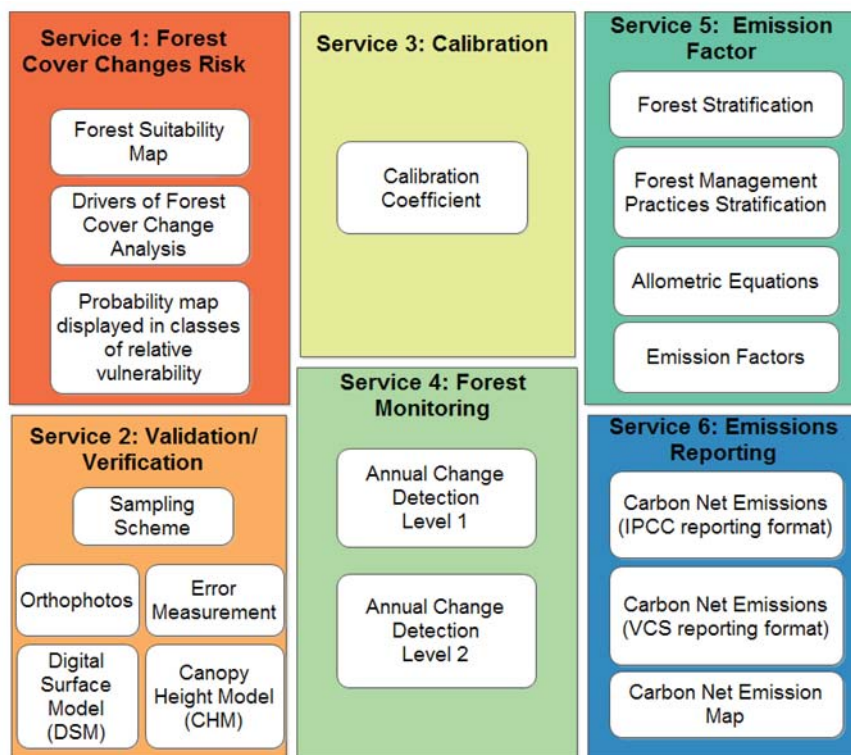 Service 1: Forest
Cover Changes Risk
Forest Suitability
Map
Drivers of Forest
Cover Change
Analysis
Probability map
displayed in classes
of relative
vulnerability
Service 2: Validation/
Verification
Sampling
Scheme
Orthophotos
Error
Measurement
Digital
Surface
Model
(DSM)
Canopy
Height Model
(CHM)
Service 3: Calibration
Calibration
Coefficient
Service 4: Forest
Monitoring
Annual Change
Detection
Level 1
Annual Change
Detection
Level 2
Service 5: Emission
Factor
Forest Stratification
Forest Management
Practices Stratification
Allometric Equations
Emission Factors
Service 6: Emissions
Reporting
Carbon Net Emissions
(IPCC reporting format)
Carbon Net Emissions
(VCS reporting format)
Carbon Net Emission
Map